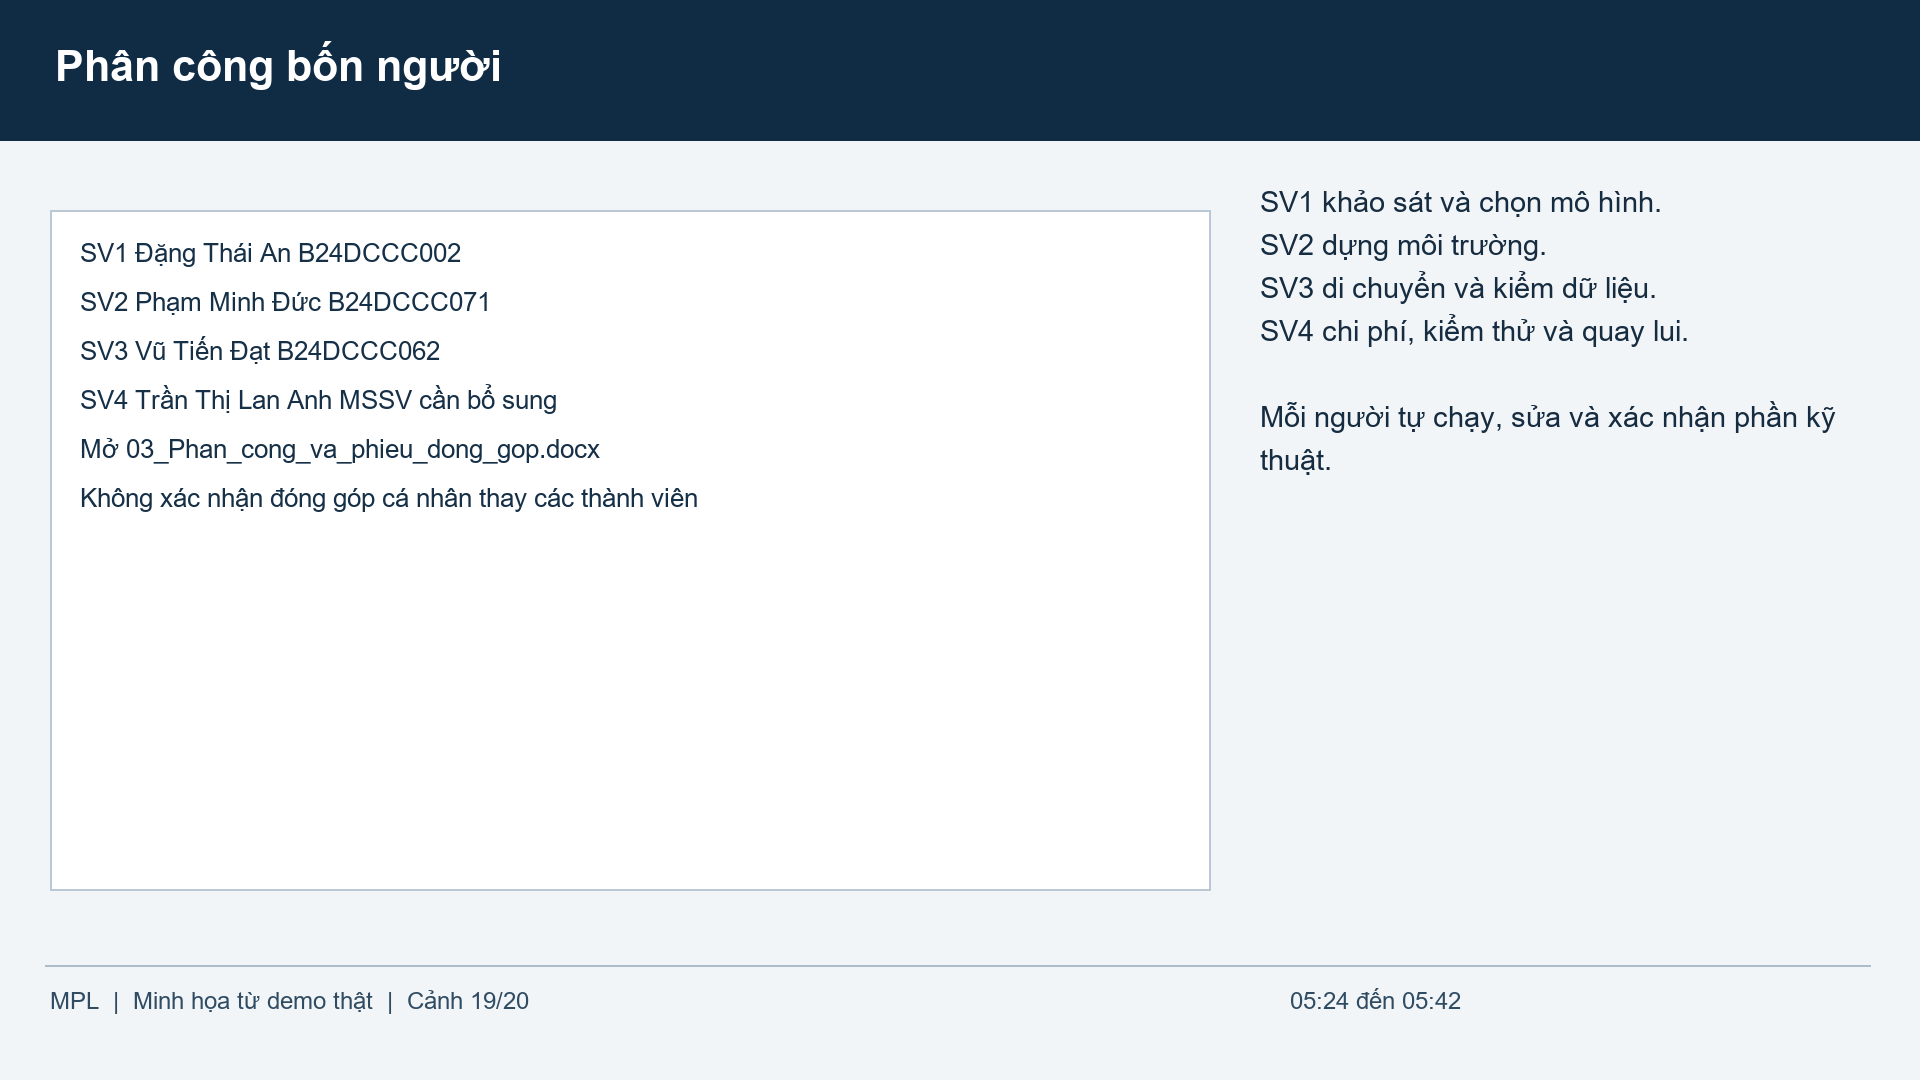 Phân công bốn người
SV1 Đặng Thái An B24DCCC002
SV2 Phạm Minh Đức B24DCCC071
SV3 Vũ Tiến Đạt B24DCCC062
SV4 Trần Thị Lan Anh MSSV cần bổ sung
Mở 03_Phan_cong_va_phieu_dong_gop.docx
Không xác nhận đóng góp cá nhân thay các thành viên
SV1 khảo sát và chọn mô hình.
SV2 dựng môi trường.
SV3 di chuyển và kiểm dữ liệu.
SV4 chi phí, kiểm thử và quay lui.
Mỗi người tự chạy, sửa và xác nhận phần kỹ
thuật.
MPL | Minh họa từ demo thật | Cảnh 19/20
05:24 đến 05:42